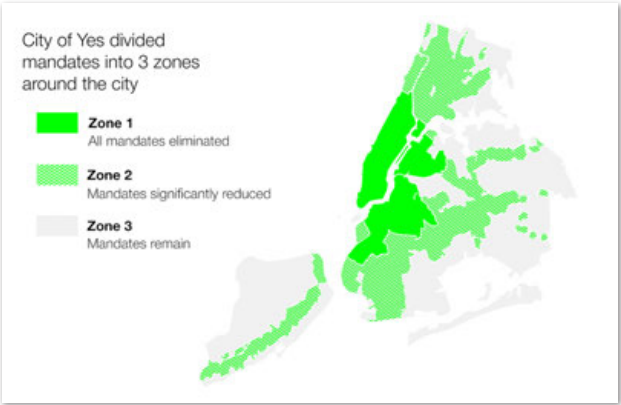 City of Yes divided
mandates into 3 zones
around the city
Zone 1
All mandates eliminated
Zone 2
Mandates significantly reduced
Zone 3
Mandates remain